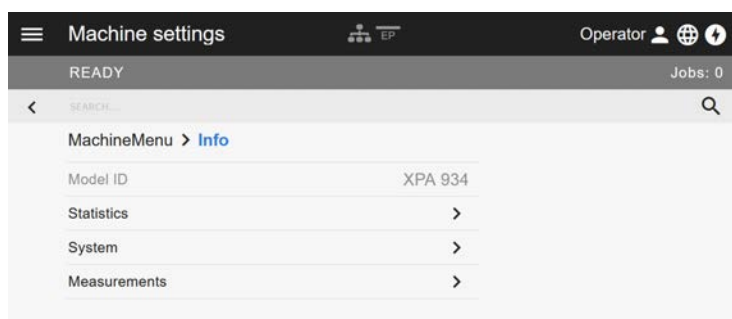 Machine settings EP Operator
READY Jobs: 0
SEARCH...
MachineMenu > Info
Model ID XPA 934
Statistics
System
Measurements